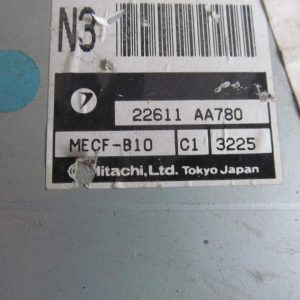 N3
22611 AA780
MECF-B10 C1 3225
Hitachi, Ltd. Tokyo Japan